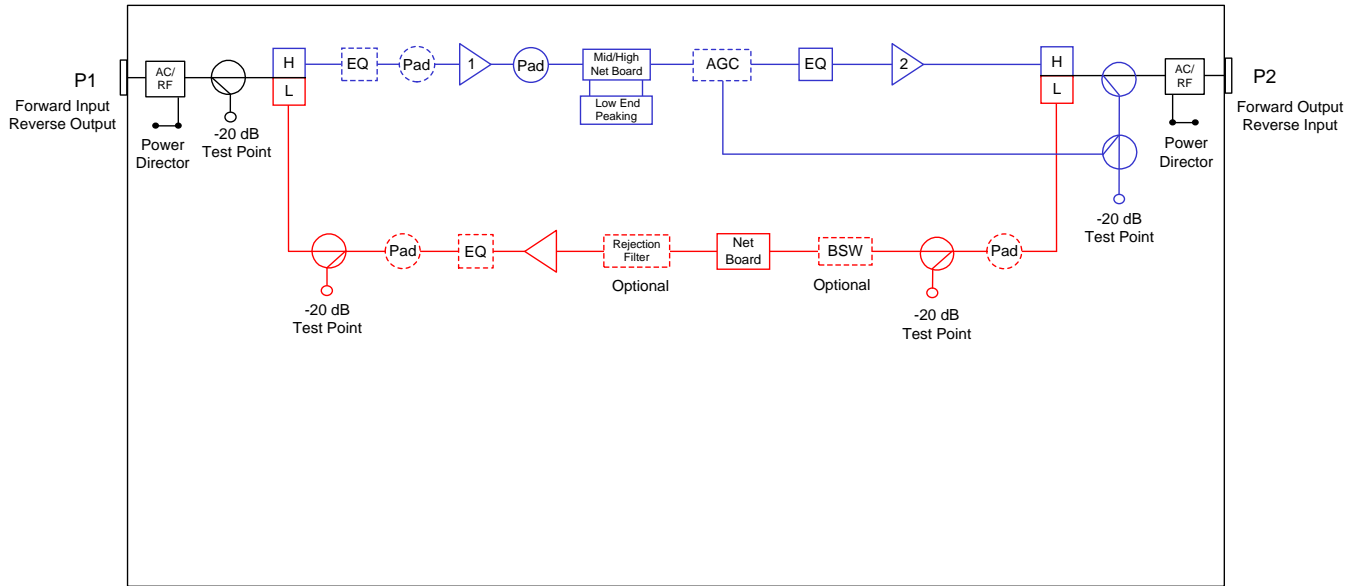 P1
Forward Input
Reverse Output
AC/
RF
Power
Director
-20 dB
Test Point
H
L
EQ
Pad
1
Pad
Mid/High
Net Board
Low End
Peaking
AGC
EQ
2
H
L
AC/
RF
Power
Director
P2
Forward Output
Reverse Input
-20 dB
Test Point
-20 dB
Test Point
Pad
EQ
Rejection
Filter
Optional
Net
Board
BSW
Optional
-20 dB
Test Point
Pad